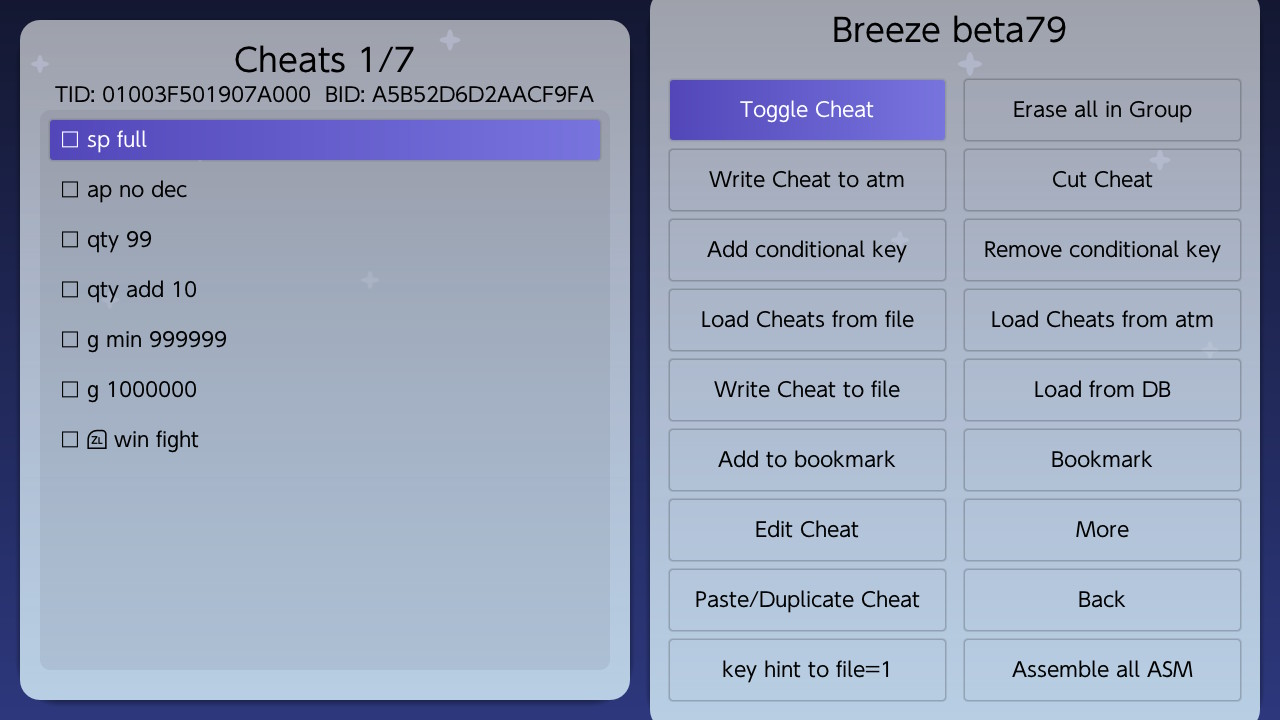 Cheats 1/7
TID: 01003F501907A000 BID: A5B52D6D2AACF9FA
sp full
ap no dec
qty 99
qty add 10
g min 999999
g 1000000
ZL win fight
Breeze beta79
Toggle Cheat
Erase all in Group
Write Cheat to atm
Cut Cheat
Add conditional key
Remove conditional key
Load Cheats from file
Load Cheats from atm
Write Cheat to file
Load from DB
Add to bookmark
Bookmark
Edit Cheat
More
Paste/Duplicate Cheat
Back
key hint to file=1
Assemble all ASM